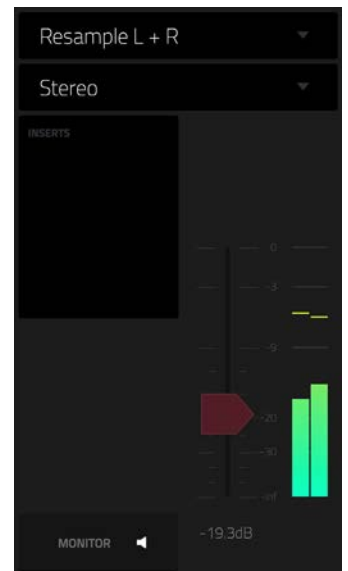 Resample L + R
Stereo
INSERTS
0
-3
-9
-20
-30
-inf
-19.3dB
MONITOR